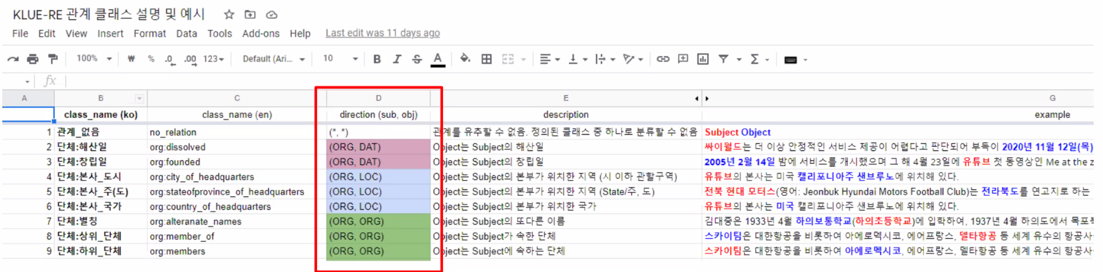 KLUE-RE 관계 클래스 설명 및 예시
File Edit View Insert Format Data Tools Add-ons Help Last edit was 11 days ago
100% ₩ % .0 .00 123 Default (Ari... 10 B I S A
fx
A B C D E G
class_name (ko) class_name (en) direction (sub, obj) description example
1 관계_없음 no_relation (*, *) 관계를 유추할 수 없음. 정의된 클래스 중 하나로 분류할 수 없음 Subject Object
2 단체:해산일 org:dissolved (ORG, DAT) Object는 Subject의 해산일 싸이월드는 더 이상 안정적인 서비스 제공이 어렵다고 판단되어 부득이 2020년 11월 12일(목)
3 단체:창립일 org:founded (ORG, DAT) Object는 Subject의 창립일 2005년 2월 14일 밤에 서비스를 개시했으며 그 해 4월 23일에 유튜브 첫 동영상인 Me at the z
4 단체:본사_도시 org:city_of_headquarters (ORG, LOC) Object는 Subject의 본부가 위치한 지역 (시 이하 관할구역) 유튜브의 본사는 미국 캘리포니아주 샌브루노에 위치해 있다.
5 단체:본사_주(도) org:stateofprovince_of_headquarters (ORG, LOC) Object는 Subject의 본부가 위치한 지역 (State/주, 도) 전북 현대 모터스(영어: Jeonbuk Hyundai Motors Football Club)는 전라북도를 연고지로 하는
6 단체:본사_국가 org:country_of_headquarters (ORG, LOC) Object는 Subject의 본부가 위치한 국가 유튜브의 본사는 미국 캘리포니아주 샌브루노에 위치해 있다.
7 단체:별칭 org:alteranate_names (ORG, ORG) Object는 Subject의 또다른 이름 김대중은 1933년 4월 하의보통학교(하의초등학교)에 입학하여, 1937년 4월 하의도에서 목포북
8 단체:상위_단체 org:member_of (ORG, ORG) Object는 Subject가 속한 단체 스카이팀은 대한항공을 비롯하여 아에로멕시코, 에어프랑스, 델타항공 등 세계 유수의 항공사
9 단체:하위_단체 org:members (ORG, ORG) Object는 Subject에 속하는 단체 스카이팀은 대한항공을 비롯하여 아에로멕시코, 에어프랑스, 델타항공 등 세계 유수의 항공사